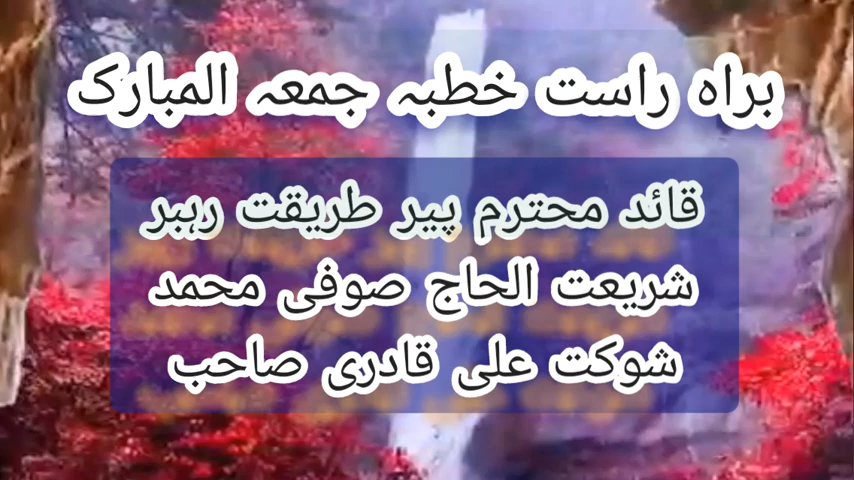 براہ راست خطبہ جمعہ المبارک
قائد محترم پیر طریقت رہبر
شریعت الحاج صوفی محمد
شوکت علی قادری صاحب